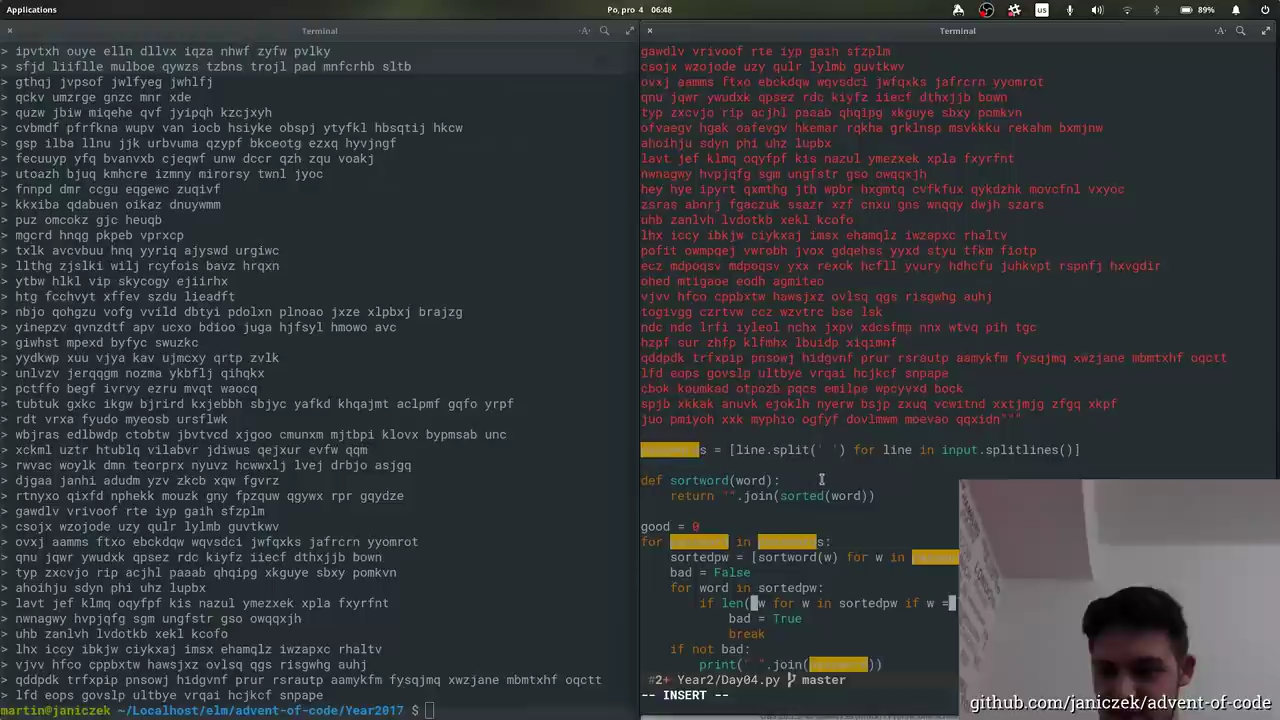 Applications
Po, pro 4 06:48
us
89%
Terminal
> ipvtxh ouye elln dllvx iqza nhwf zyfw pvlky
> sfjd liiflle mulboe qywzs tzbns trojl pad mnfcrhb sltb
> gthqj jvpsof jwlfyeg jwhlfj
> qckv umzrge gnzc mnr xde
> quzw jbiw miqehe qvf jyipqh kzcjxyh
> cvbmdf pfrfkna wupv van iocb hsiyke obspj ytyfkl hbsqtij hkcw
> gsp ilba llnu jjk urbvuma qzypf bkceotg ezxq hyvjngf
> fecuuyp yfq bvanvxb cjeqwf unw dccr qzh zqu voakj
> utoazh bjuq kmhcre izmny mirorsy twnl jyoc
> fnnpd dmr ccgu eqgewc zuqivf
> kkxiba qdabuen oikaz dnuywmm
> puz omcokz gjc heuqb
> mgcrd hnqg pkpeb vprxcp
> txlk avcvbuu hnq yyriq ajyswd urgiwc
> llthg zjslki wilj rcyfois bavz hrqxn
> ytbw hlkl vip skycogy ejiirhx
> htg fcchvyt xffev szdu lieadft
> nbjo qohgzu vofg vvild dbtyi pdolxn plnoao jxze xlpbxj brajzg
> yinepzv qvnzdtf apv ucxo bdioo juga hjfsyl hmowo avc
> giwhst mpexd byfyc swuzkc
> yydkwp xuu vjya kav ujmcxy qrtp zvlk
> unlvzv jerqqgm nozma ykbflj qihqkx
> pctffo begf ivrvy ezru mvqt waocq
> tubtuk gxkc ikgw bjrird kxjebbh sbjyc yafkd khqajmt aclpmf gqfo yrpf
> rdt vrxa fyudo myeosb ursflwk
> wbjras edlbwdp ctobtw jbvtvcd xjgoo cmunxm mjtbpi klovx bypmsab unc
> xckml uztr htublq vilabvr jdiwus qejxur evfw qqm
> rwvac woylk dmn teorprx nyuvz hcwwxlj lvej drbjo asjgq
> djgaa janhi adudm yzv zkcb xqw fgvrz
> rtnyxo qixfd nphekk mouzk gny fpzquw qgywx rpr gqydze
> gawdlv vrivoof rte iyp gaih sfzplm
> csojx wzojode uzy qulr lylmb guvtkwv
> ovxj aamms ftxo ebckdqw wqvsdci jwfqxks jafrcrn yyomrot
> qnu jqwr ywudxk qpsez rdc kiyfz iiecf dthxjjb bown
> typ zxcvjo rip acjhl paaab qhqipg xkguye sbxy pomkvn
> ahoihju sdyn phi uhz lupbx
> lavt jef klmq oqyfpf kis nazul ymezxek xpla fxyrfnt
> nwnagwy hvpjqfg sgm ungfstr gso owqqxjh
> uhb zanlvh lvdotkb xekl kcofo
> lhx iccy ibkjw ciykxaj imsx ehamqlz iwzapxc rhaltv
> vjvv hfco cppbxtw hawsjxz ovlsq qgs risgwhg auhj
> qddpdk trfxpip pnsowj hidgvnf prur rsrautp aamykfm fysqjmq xwzjane mbmtxhf oqctt
> lfd eops govslp ultbye vrqai hcjkcf snpape
martin@janiczek ~/Localhost/elm/advent-of-code/Year2017 $
Terminal
gawdlv vrivoof rte iyp gaih sfzplm
csojx wzojode uzy qulr lylmb guvtkwv
ovxj aamms ftxo ebckdqw wqvsdci jwfqxks jafrcrn yyomrot
qnu jqwr ywudxk qpsez rdc kiyfz iiecf dthxjjb bown
typ zxcvjo rip acjhl paaab qhqipg xkguye sbxy pomkvn
ofvaegv hgak oafevgv hkemar rqkha grklnsp msvkkku rekahm bxmjnw
ahoihju sdyn phi uhz lupbx
lavt jef klmq oqyfpf kis nazul ymezxek xpla fxyrfnt
nwnagwy hvpjqfg sgm ungfstr gso owqqxjh
hey hye ipyrt qxmthg jth wpbr hxgmtq cvfkfux qykdzhk movcfnl vxyoc
zsras abnrj fgaczuk ssazr xzf cnxu gns wnqqy dwjh szars
uhb zanlvh lvdotkb xekl kcofo
lhx iccy ibkjw ciykxaj imsx ehamqlz iwzapxc rhaltv
pofit owmpqej vwrobh jvox gdqehss yyxd styu tfkm fiotp
ecz mdpoqsv mdpoqsv yxx rexok hcfll yvury hdhcfu juhkvpt rspnfj hxvgdir
ohed mtigaoe eodh agmiteo
vjvv hfco cppbxtw hawsjxz ovlsq qgs risgwhg auhj
togivgg czrtvw ccz wzvtrc bse lsk
ndc ndc lrfi iyleol nchx jxpv xdcsfmp nnx wtvq pih tgc
hzpf sur zhfp klfmhx lbuidp xiqimnf
qddpdk trfxpip pnsowj hidgvnf prur rsrautp aamykfm fysqjmq xwzjane mbmtxhf oqctt
lfd eops govslp ultbye vrqai hcjkcf snpape
cbok koumkad otpozb pqcs emilpe wpcyvxd bock
spjb xkkak anuvk ejoklh nyerw bsjp zxuq vcwitnd xxtjmjg zfgq xkpf
juo pmiyoh xxk myphio ogfyf dovlmwm moevao qqxidn"""
s = [line.split(' ') for line in input.splitlines()]
def sortword(word):
return "".join(sorted(word))
good = 0
for in s:
sortedpw = [sortword(w) for w in
bad = False
for word in sortedpw:
if len( w for w in sortedpw if w =
bad = True
break
if not bad:
print(" ".join( ))
#2+ Year2/Day04.py master
-- INSERT --
github.com/janiczek/advent-of-code